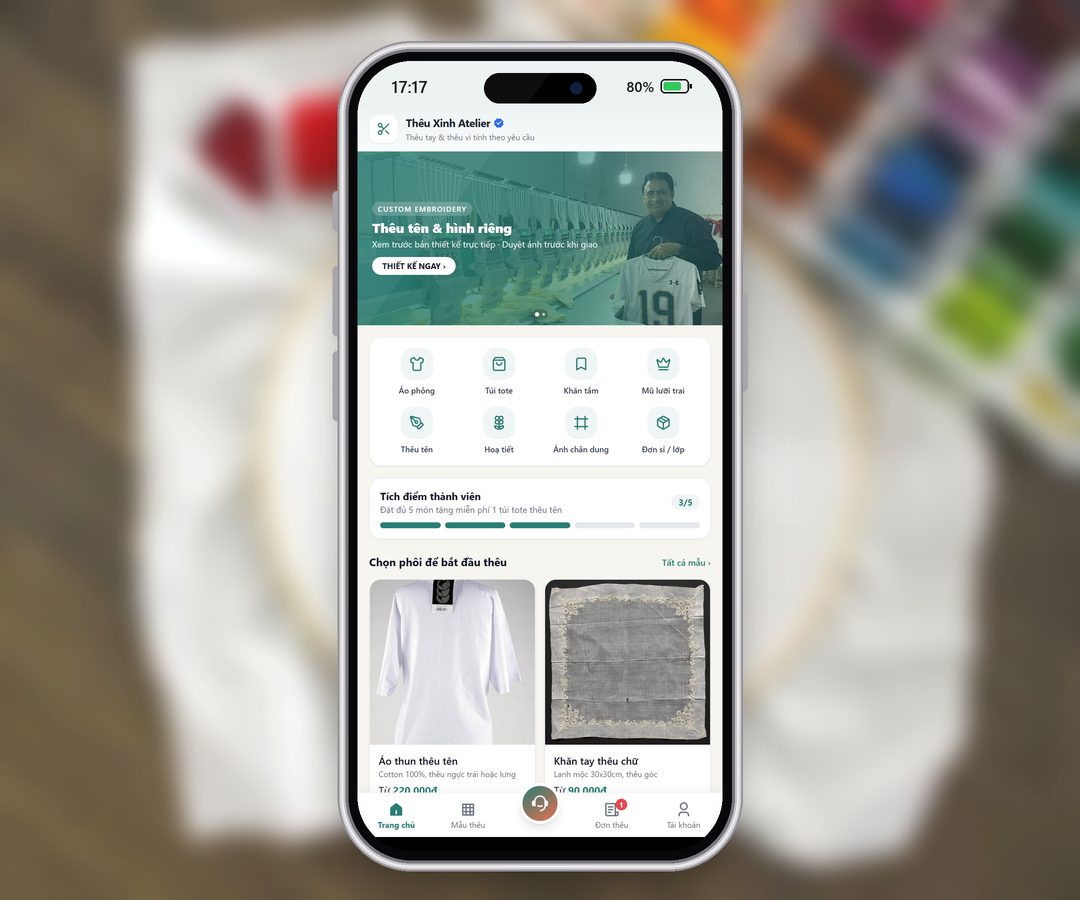 17:17
80%
Thêu Xinh Atelier
Thêu tay & thêu vi tính theo yêu cầu
CUSTOM EMBROIDERY
Thêu tên & hình riêng
Xem trước bản thiết kế trực tiếp · Duyệt ảnh trước khi giao
THIẾT KẾ NGAY ›
19
Áo phông
Túi tote
Khăn tắm
Mũ lưỡi trai
Thêu tên
Hoạ tiết
Ảnh chân dung
Đơn sỉ / lớp
Tích điểm thành viên
Đặt đủ 5 món tặng miễn phí 1 túi tote thêu tên
3/5
Chọn phôi để bắt đầu thêu
Tất cả mẫu ›
Áo thun thêu tên
Cotton 100%, thêu ngực trái hoặc lưng
Từ 220.000đ
Khăn tay thêu chữ
Lanh mộc 30x30cm, thêu góc
Từ 90.000đ
Trang chủ
Mẫu thêu
1
Đơn thêu
Tài khoản